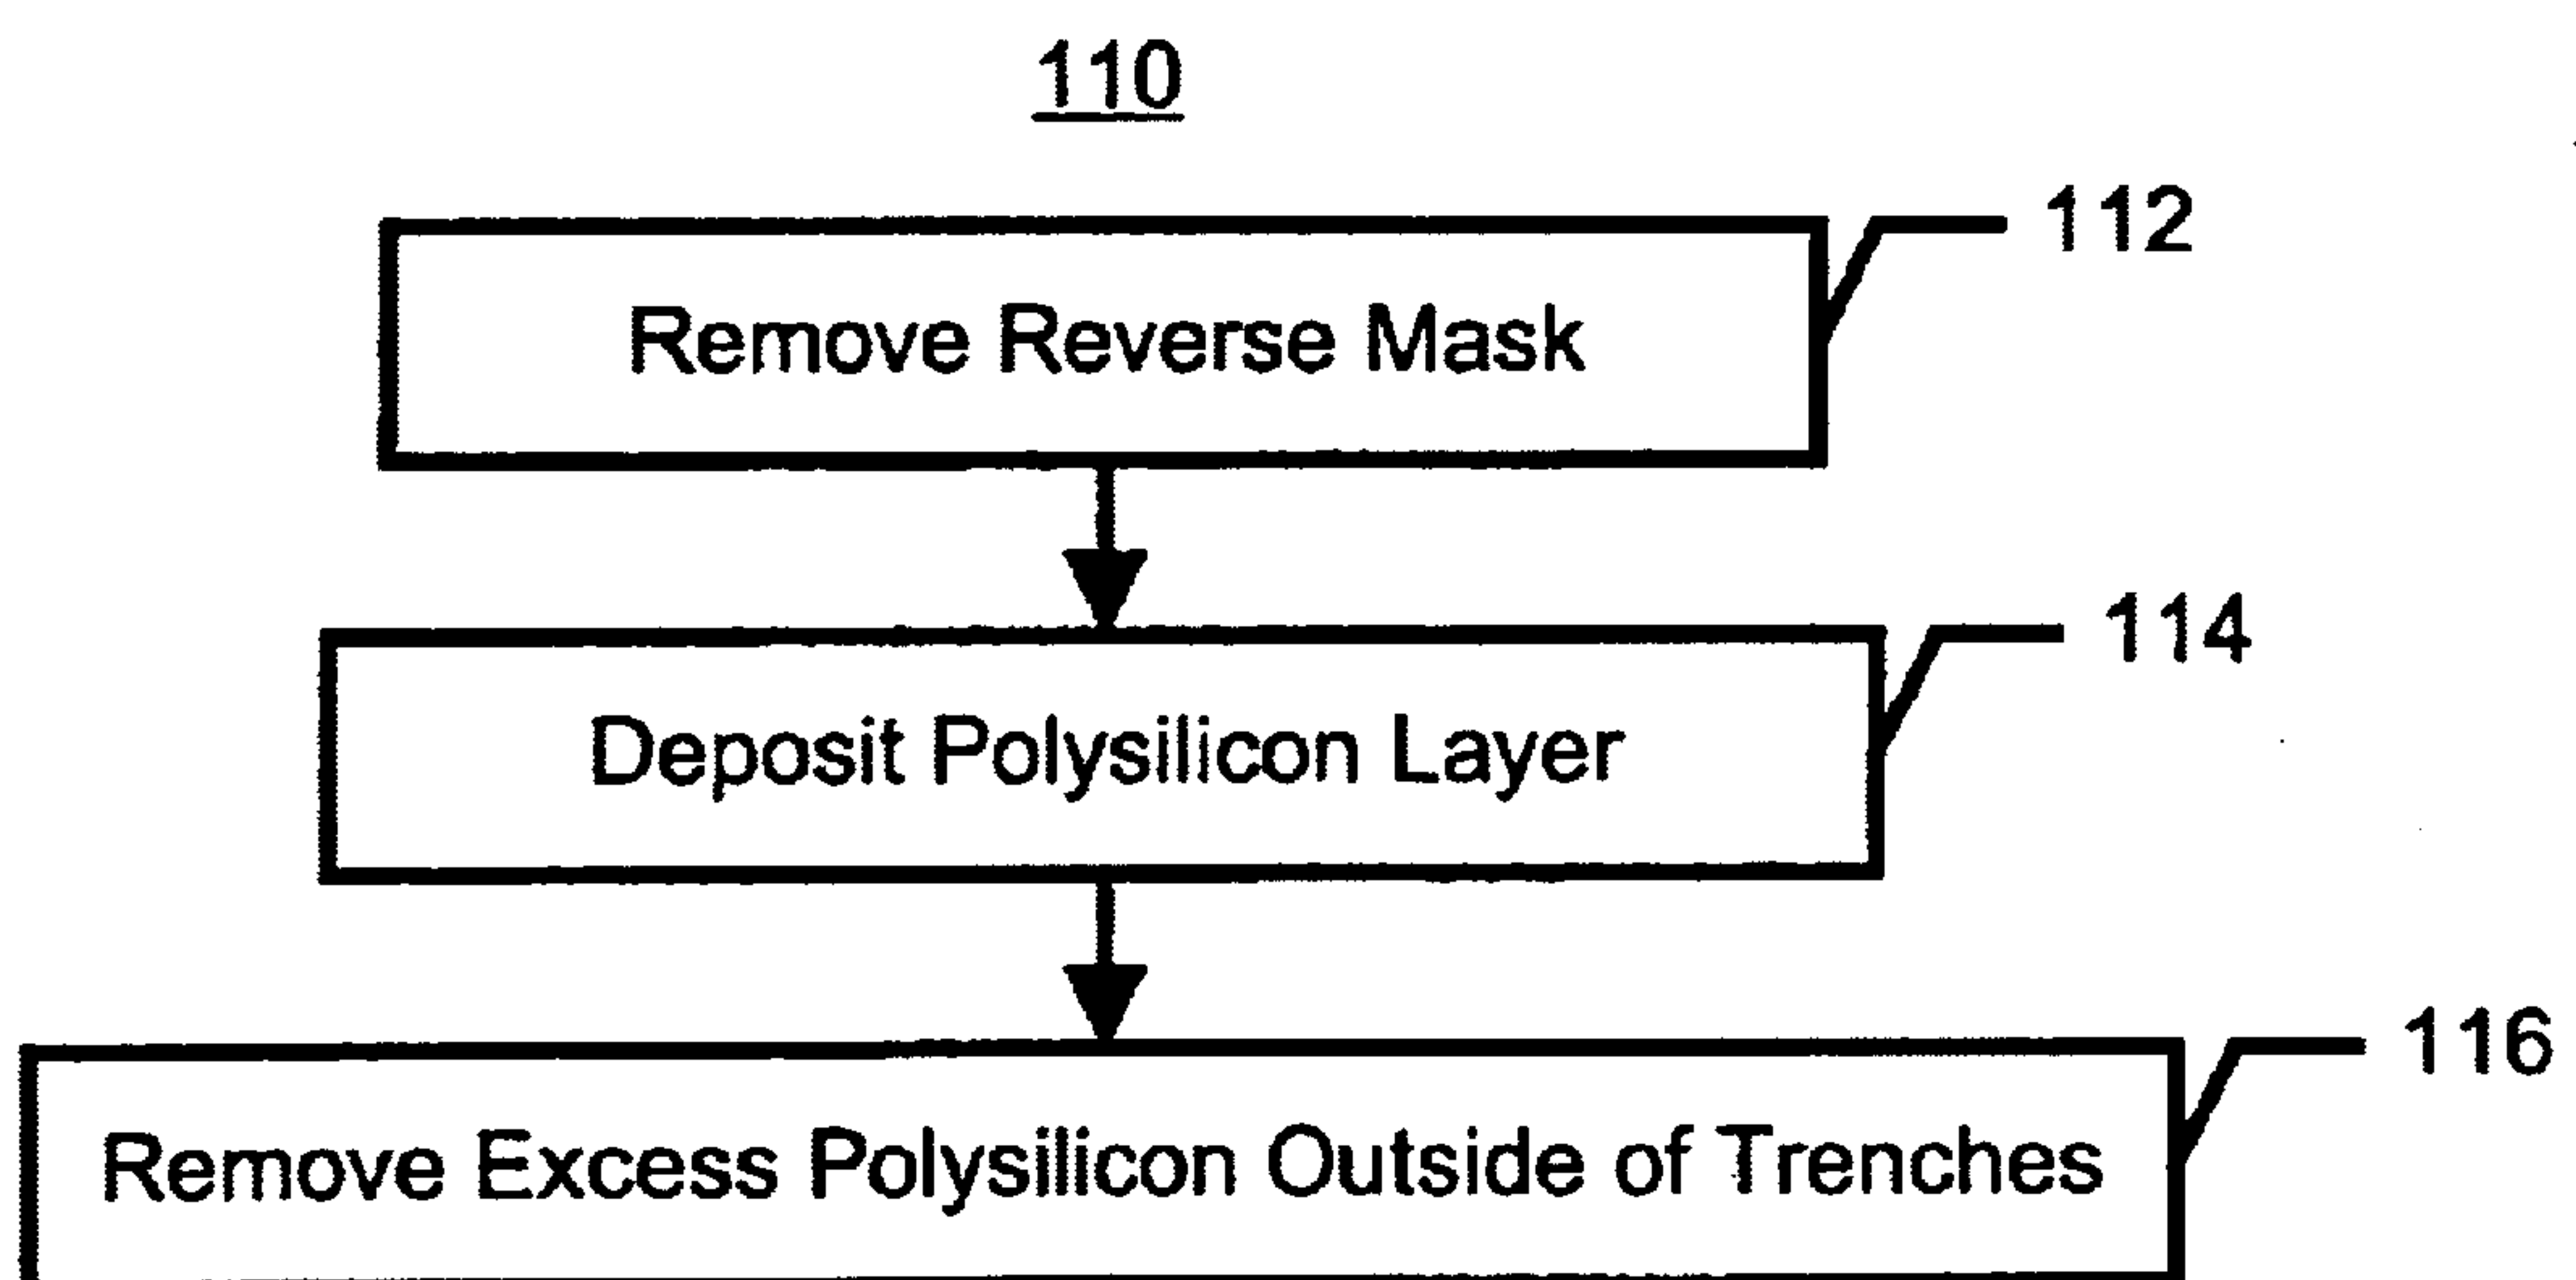 110
112
Remove Reverse Mask
114
Deposit Polysilicon Layer
116
Remove Excess Polysilicon Outside of Trenches